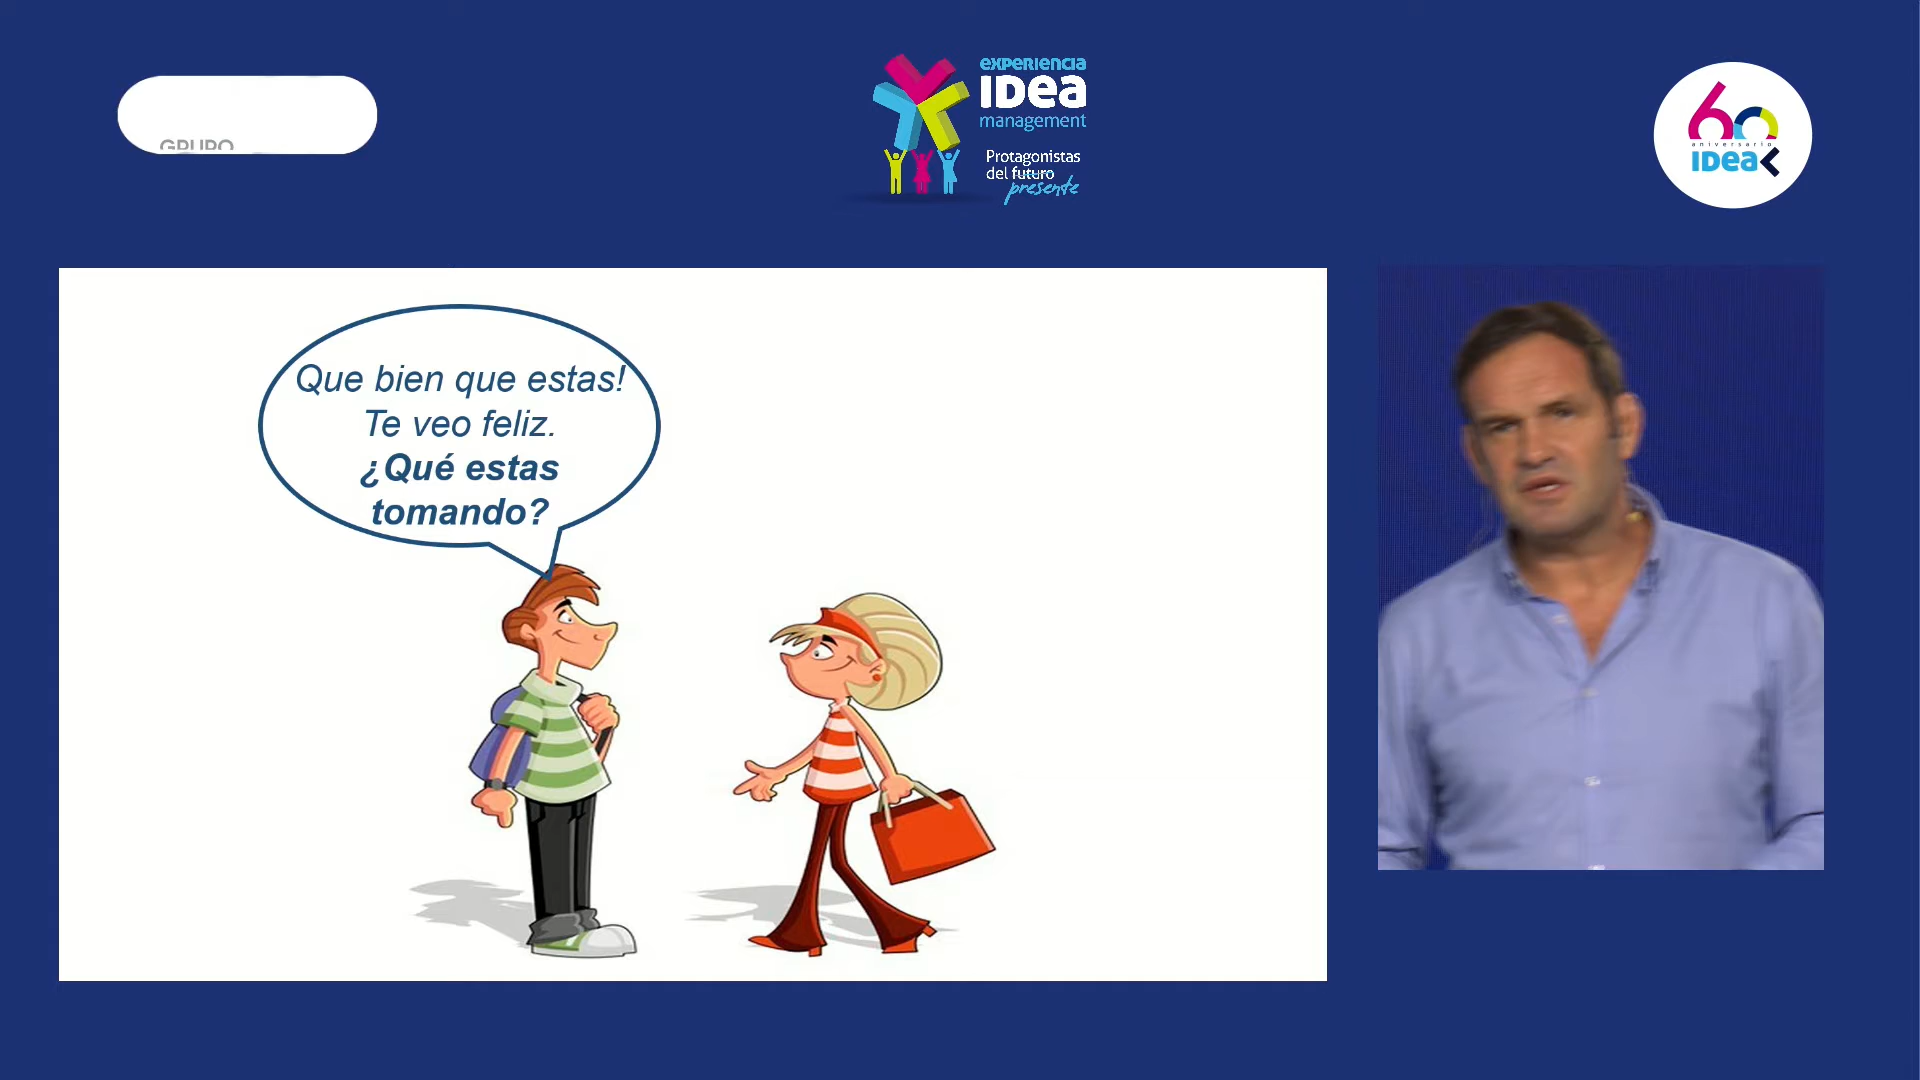 GRUPO
experiencia
IDea
management
Protagonistas
del futuro
presente
60
aniversario
IDea
Que bien que estas!
Te veo feliz.
¿Qué estas
tomando?